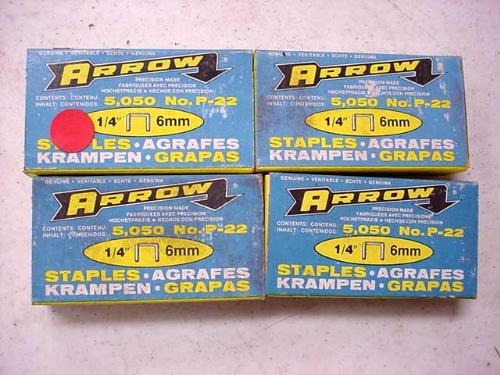 GENUINE • VERITABLE • ECHTE • GENUINA
ARROW
PRECISION MADE
FABRIQUEES AVEC PRECISION
HOCHSTPRAZIS • HECHOS CON PRECISION
CONTENTS: CONTENU:
INHALT: CONTENIDOS:
5,050 No. P-22
1/4" 6mm
STAPLES • AGRAFES
KRAMPEN • GRAPAS
GENUINE • VERITABLE • ECHTE • GENUINA
ARROW
PRECISION MADE
FABRIQUEES AVEC PRECISION
HOCHSTPRAZIS • HECHOS CON PRECISION
CONTENTS: CONTENU:
INHALT: CONTENIDOS:
5,050 No. P-22
1/4" 6mm
STAPLES • AGRAFES
KRAMPEN • GRAPAS
GENUINE • VERITABLE • ECHTE • GENUINA
ARROW
PRECISION MADE
FABRIQUEES AVEC PRECISION
HOCHSTPRAZIS • HECHOS CON PRECISION
CONTENTS: CONTENU:
INHALT: CONTENIDOS:
5,050 No. P-22
1/4" 6mm
STAPLES • AGRAFES
KRAMPEN • GRAPAS
GENUINE • VERITABLE • ECHTE • GENUINA
ARROW
PRECISION MADE
FABRIQUEES AVEC PRECISION
HOCHSTPRAZIS • HECHOS CON PRECISION
CONTENTS: CONTENU:
INHALT: CONTENIDOS:
5,050 No. P-22
1/4" 6mm
STAPLES • AGRAFES
KRAMPEN • GRAPAS